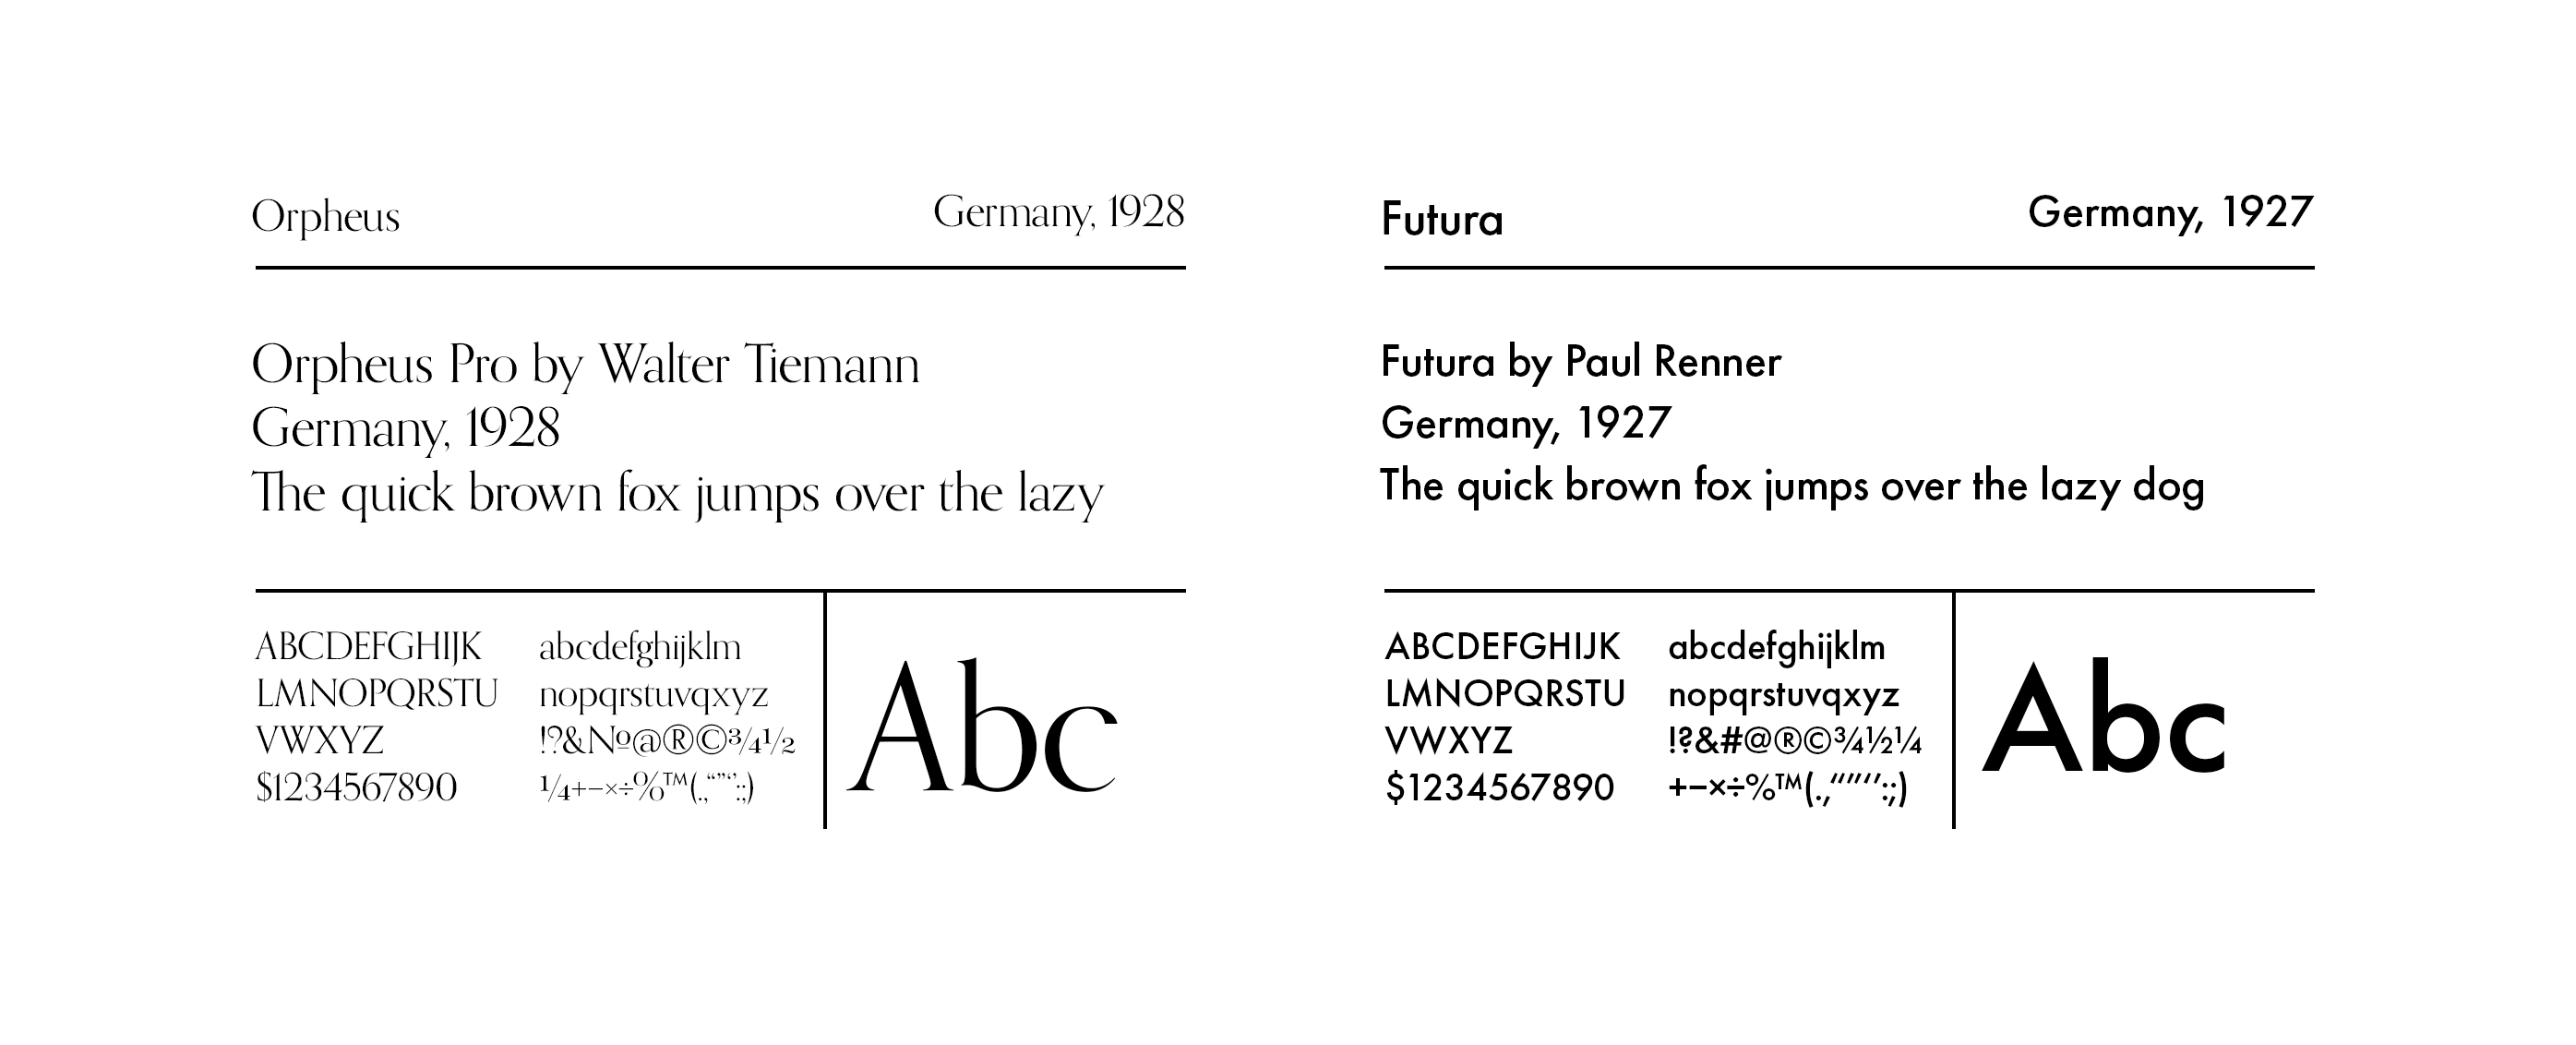 Orpheus
Germany, 1928
Orpheus Pro by Walter Tiemann
Germany, 1928
The quick brown fox jumps over the lazy
ABCDEFGHIJK
LMNOPQRSTU
VWXYZ
$1234567890
abcdefghijklm
nopqrstuvqxyz
!?&№@®©¾½
¼+−×÷%™(.,“”‘’:;)
Abc
Futura
Germany, 1927
Futura by Paul Renner
Germany, 1927
The quick brown fox jumps over the lazy dog
ABCDEFGHIJK
LMNOPQRSTU
VWXYZ
$1234567890
abcdefghijklm
nopqrstuvqxyz
!?&#@®©¾½¼
+−×÷%™(.,“”“‘’:;)
Abc